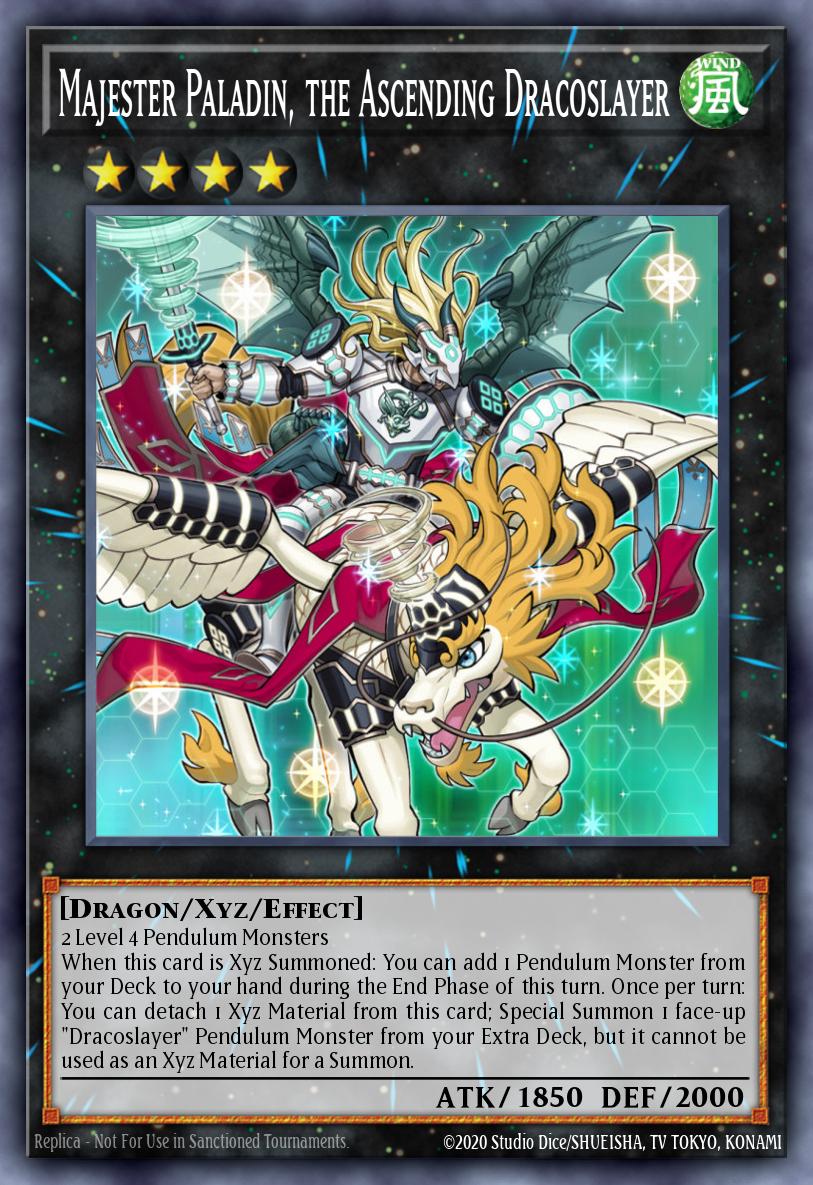 Majester Paladin, the Ascending Dracoslayer
WIND
風
[Dragon/Xyz/Effect]
2 Level 4 Pendulum Monsters
When this card is Xyz Summoned: You can add 1 Pendulum Monster from
your Deck to your hand during the End Phase of this turn. Once per turn:
You can detach 1 Xyz Material from this card; Special Summon 1 face-up
"Dracoslayer" Pendulum Monster from your Extra Deck, but it cannot be
used as an Xyz Material for a Summon.
ATK/1850 DEF/2000
Replica - Not For Use in Sanctioned Tournaments.
©2020 Studio Dice/SHUEISHA, TV TOKYO, KONAMI